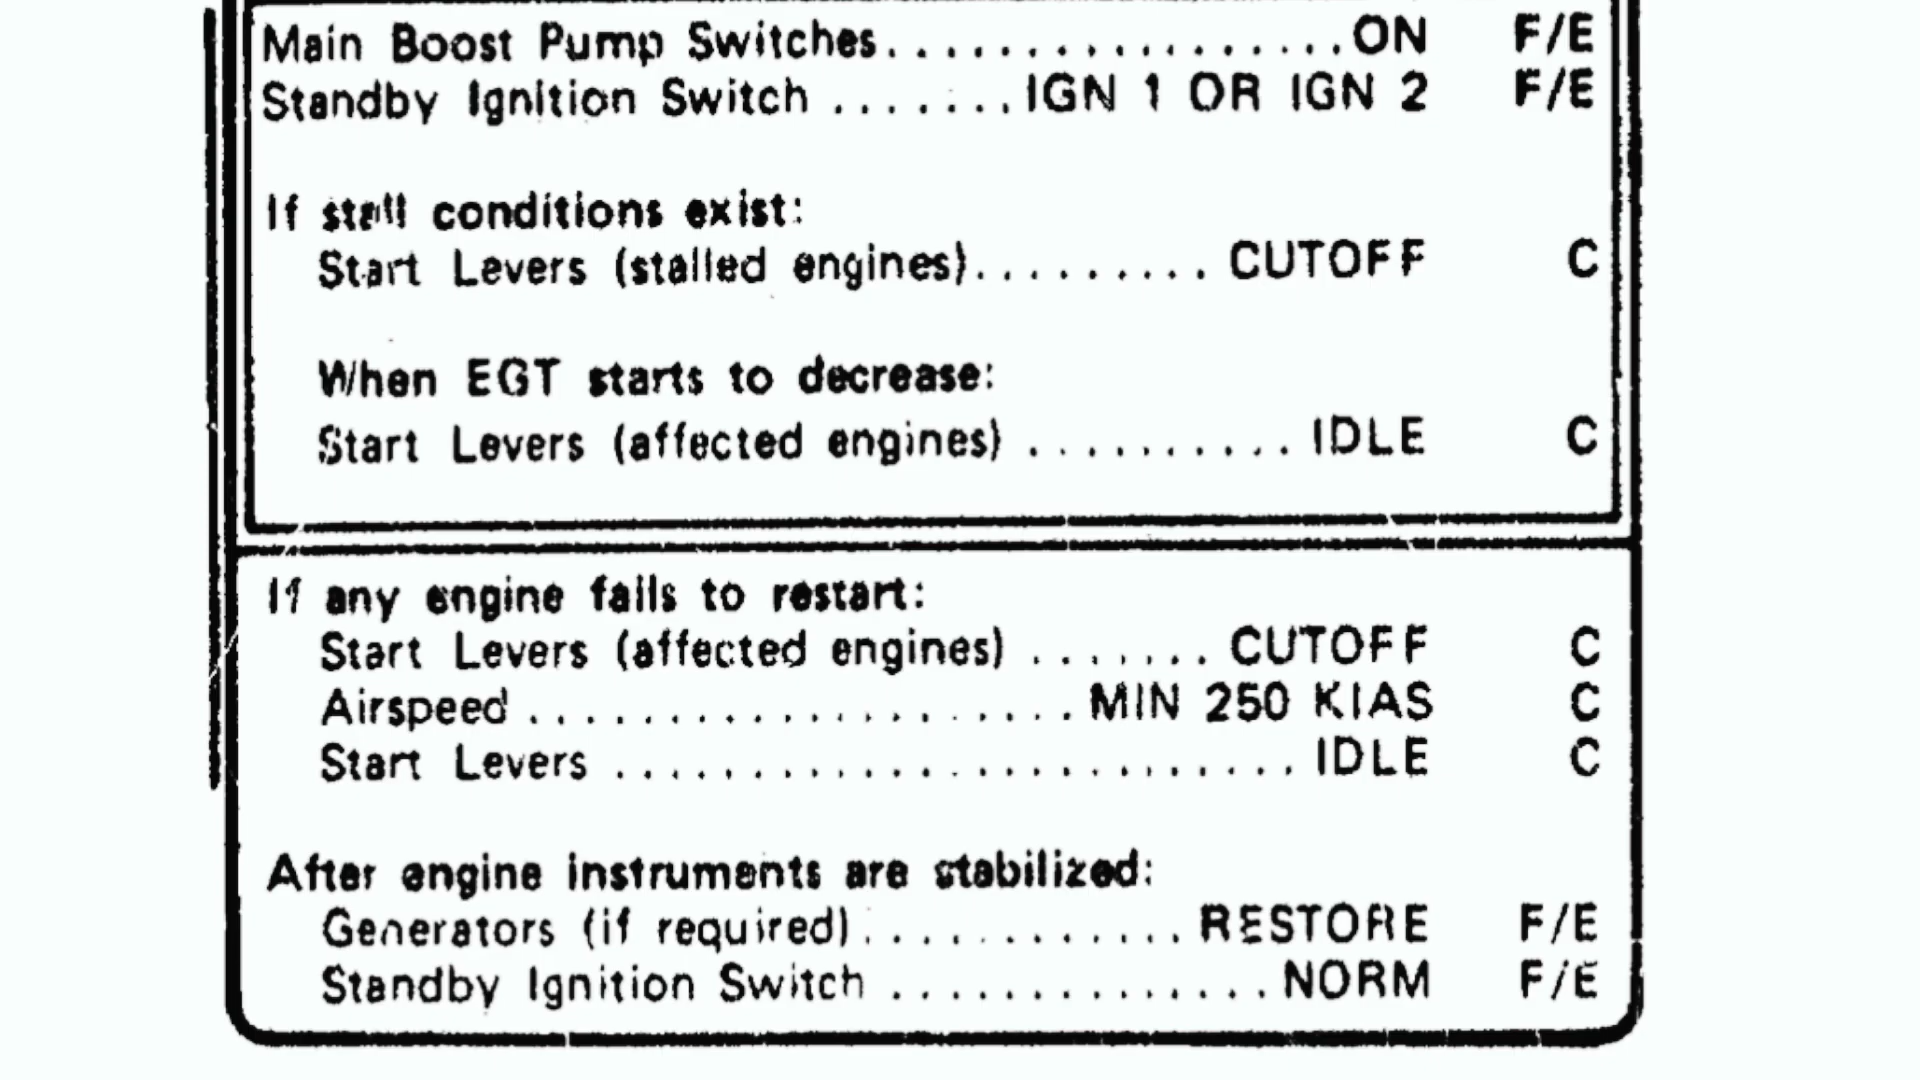 Main Boost Pump Switches.................ON F/E
Standby Ignition Switch .......IGN 1 OR IGN 2 F/E
If stall conditions exist:
Start Levers (stalled engines)......... CUTOFF C
When EGT starts to decrease:
Start Levers (affected engines) .......... IDLE C
If any engine fails to restart:
Start Levers (affected engines) ....... CUTOFF C
Airspeed ....................MIN 250 KIAS C
Start Levers ......................... IDLE C
After engine instruments are stabilized:
Generators (if required)............ RESTORE F/E
Standby Ignition Switch ..............NORM F/E